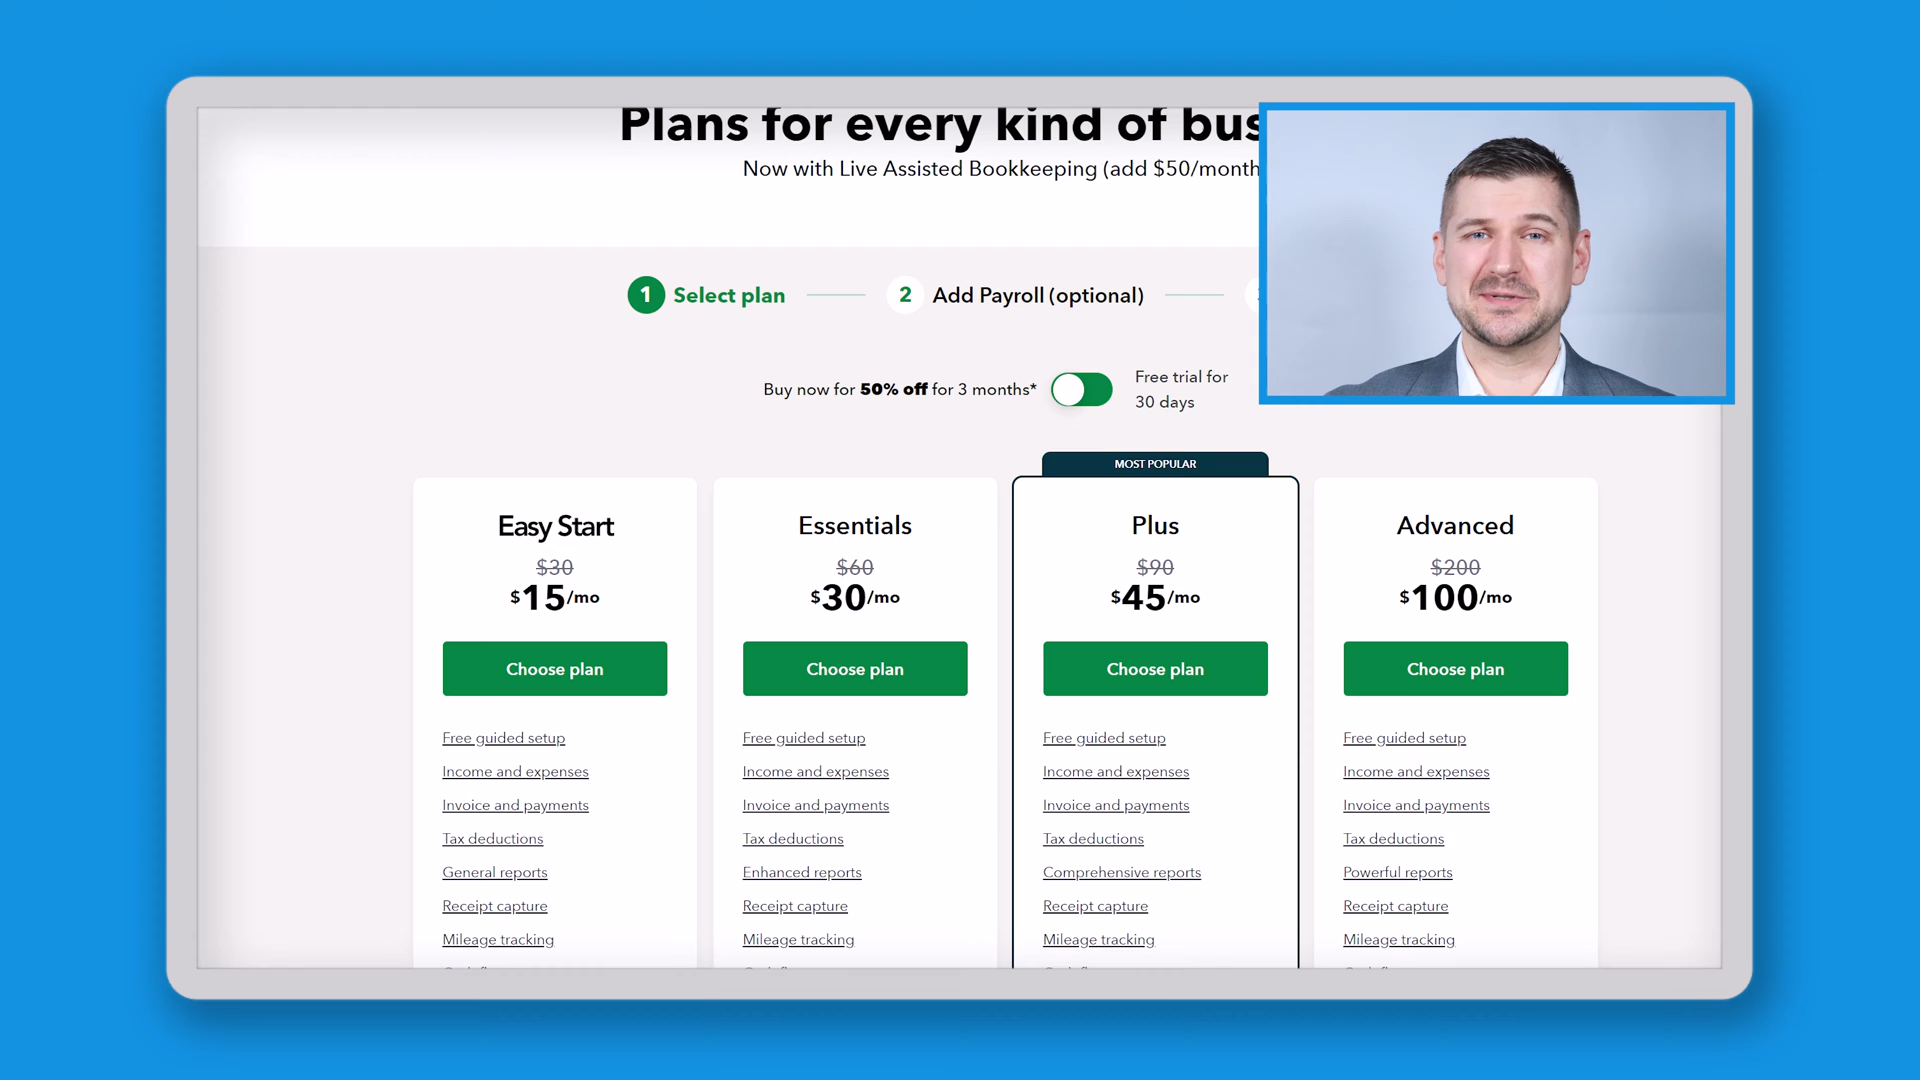 Plans for every kind of bus
Now with Live Assisted Bookkeeping (add $50/month
1 Select plan
2 Add Payroll (optional)
Buy now for 50% off for 3 months*
Free trial for
30 days
MOST POPULAR
Easy Start
$30
$15/mo
Choose plan
Free guided setup
Income and expenses
Invoice and payments
Tax deductions
General reports
Receipt capture
Mileage tracking
Essentials
$60
$30/mo
Choose plan
Free guided setup
Income and expenses
Invoice and payments
Tax deductions
Enhanced reports
Receipt capture
Mileage tracking
Plus
$90
$45/mo
Choose plan
Free guided setup
Income and expenses
Invoice and payments
Tax deductions
Comprehensive reports
Receipt capture
Mileage tracking
Advanced
$200
$100/mo
Choose plan
Free guided setup
Income and expenses
Invoice and payments
Tax deductions
Powerful reports
Receipt capture
Mileage tracking